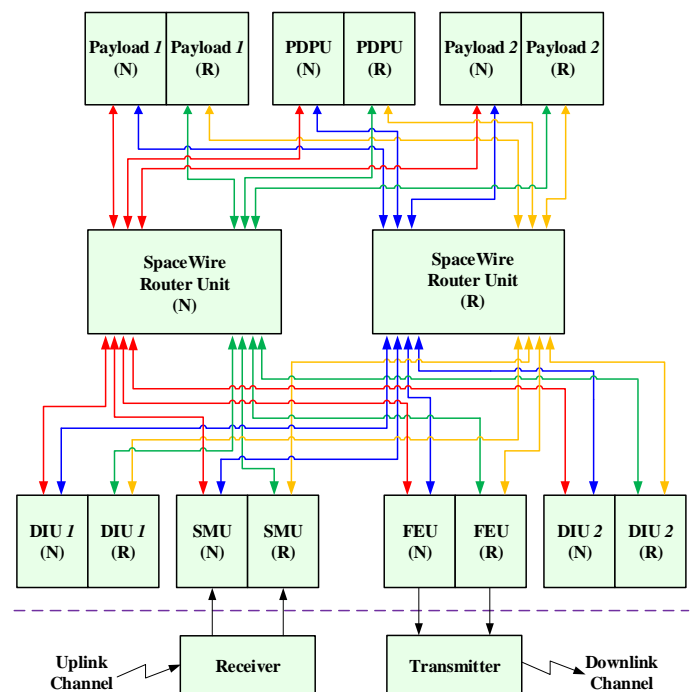 Payload 1 Payload 1 PDPU PDPU Payload 2 Payload 2
(N) (R) (N) (R) (N) (R)
SpaceWire
Router Unit
(N)
SpaceWire
Router Unit
(R)
DIU 1 DIU 1 SMU SMU FEU FEU DIU 2 DIU 2
(N) (R) (N) (R) (N) (R) (N) (R)
Uplink
Channel
Receiver
Transmitter
Downlink
Channel